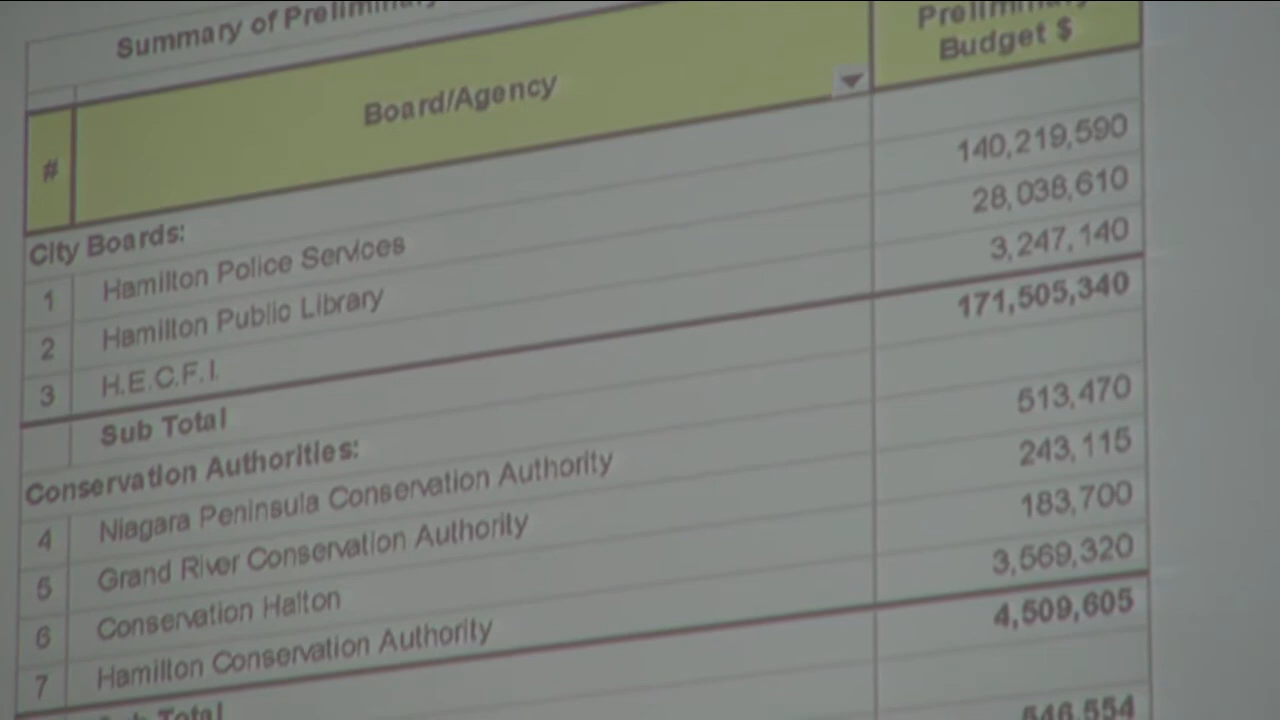 Summary of Preliminary
# Board/Agency Preliminary
Budget $
City Boards:
1 Hamilton Police Services 140,219,590
2 Hamilton Public Library 28,038,610
3 H.E.C.F.I. 3,247,140
Sub Total 171,505,340
Conservation Authorities:
4 Niagara Peninsula Conservation Authority 513,470
5 Grand River Conservation Authority 243,115
6 Conservation Halton 183,700
7 Hamilton Conservation Authority 3,569,320
Sub Total 4,509,605